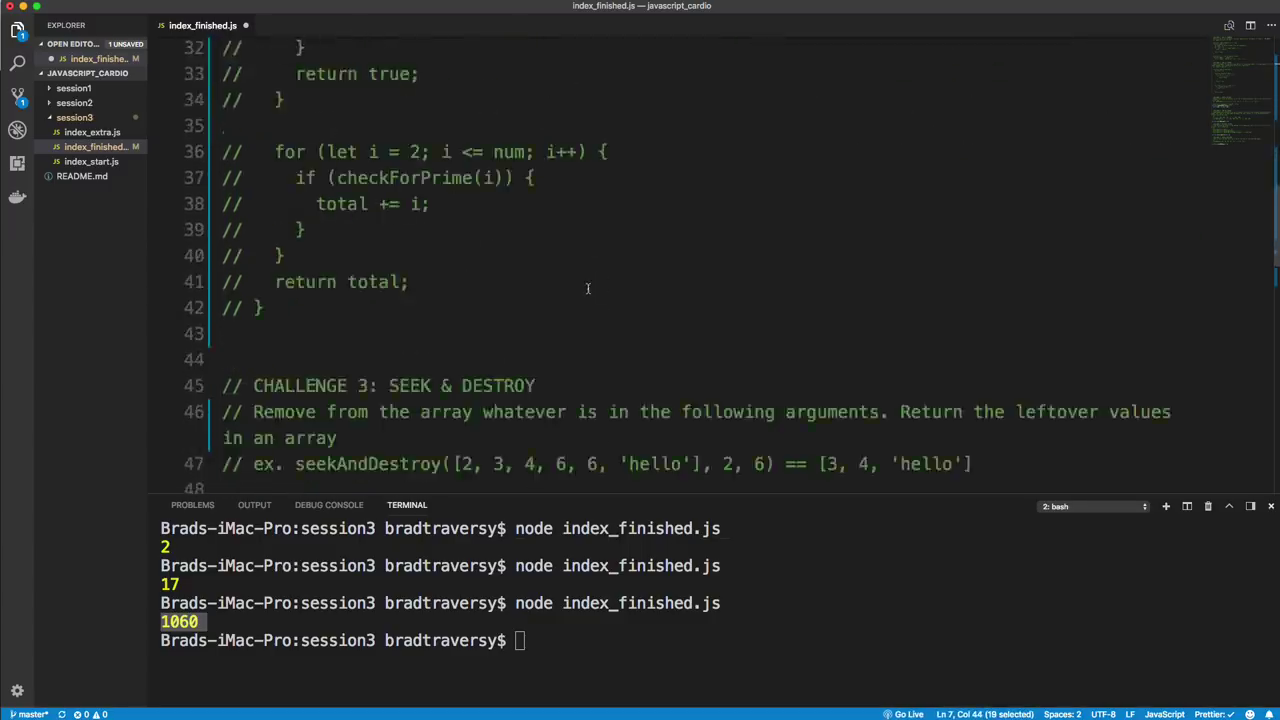 index_finished.js — javascript_cardio
EXPLORER
index_finished.js
OPEN EDITO... 1 UNSAVED
index_finishe... M
JAVASCRIPT_CARDIO
session1
session2
session3
index_extra.js
index_finished... M
index_start.js
README.md
32 // }
33 // return true;
34 // }
35
36 // for (let i = 2; i <= num; i++) {
37 // if (checkForPrime(i)) {
38 // total += i;
39 // }
40 // }
41 // return total;
42 // }
43
44
45 // CHALLENGE 3: SEEK & DESTROY
46 // Remove from the array whatever is in the following arguments. Return the leftover values
in an array
47 // ex. seekAndDestroy([2, 3, 4, 6, 6, 'hello'], 2, 6) == [3, 4, 'hello']
48
PROBLEMS OUTPUT DEBUG CONSOLE TERMINAL 2: bash
Brads-iMac-Pro:session3 bradtraversy$ node index_finished.js
2
Brads-iMac-Pro:session3 bradtraversy$ node index_finished.js
17
Brads-iMac-Pro:session3 bradtraversy$ node index_finished.js
1060
Brads-iMac-Pro:session3 bradtraversy$
master* 0 0 Go Live Ln 7, Col 44 (19 selected) Spaces: 2 UTF-8 LF JavaScript Prettier: ✓